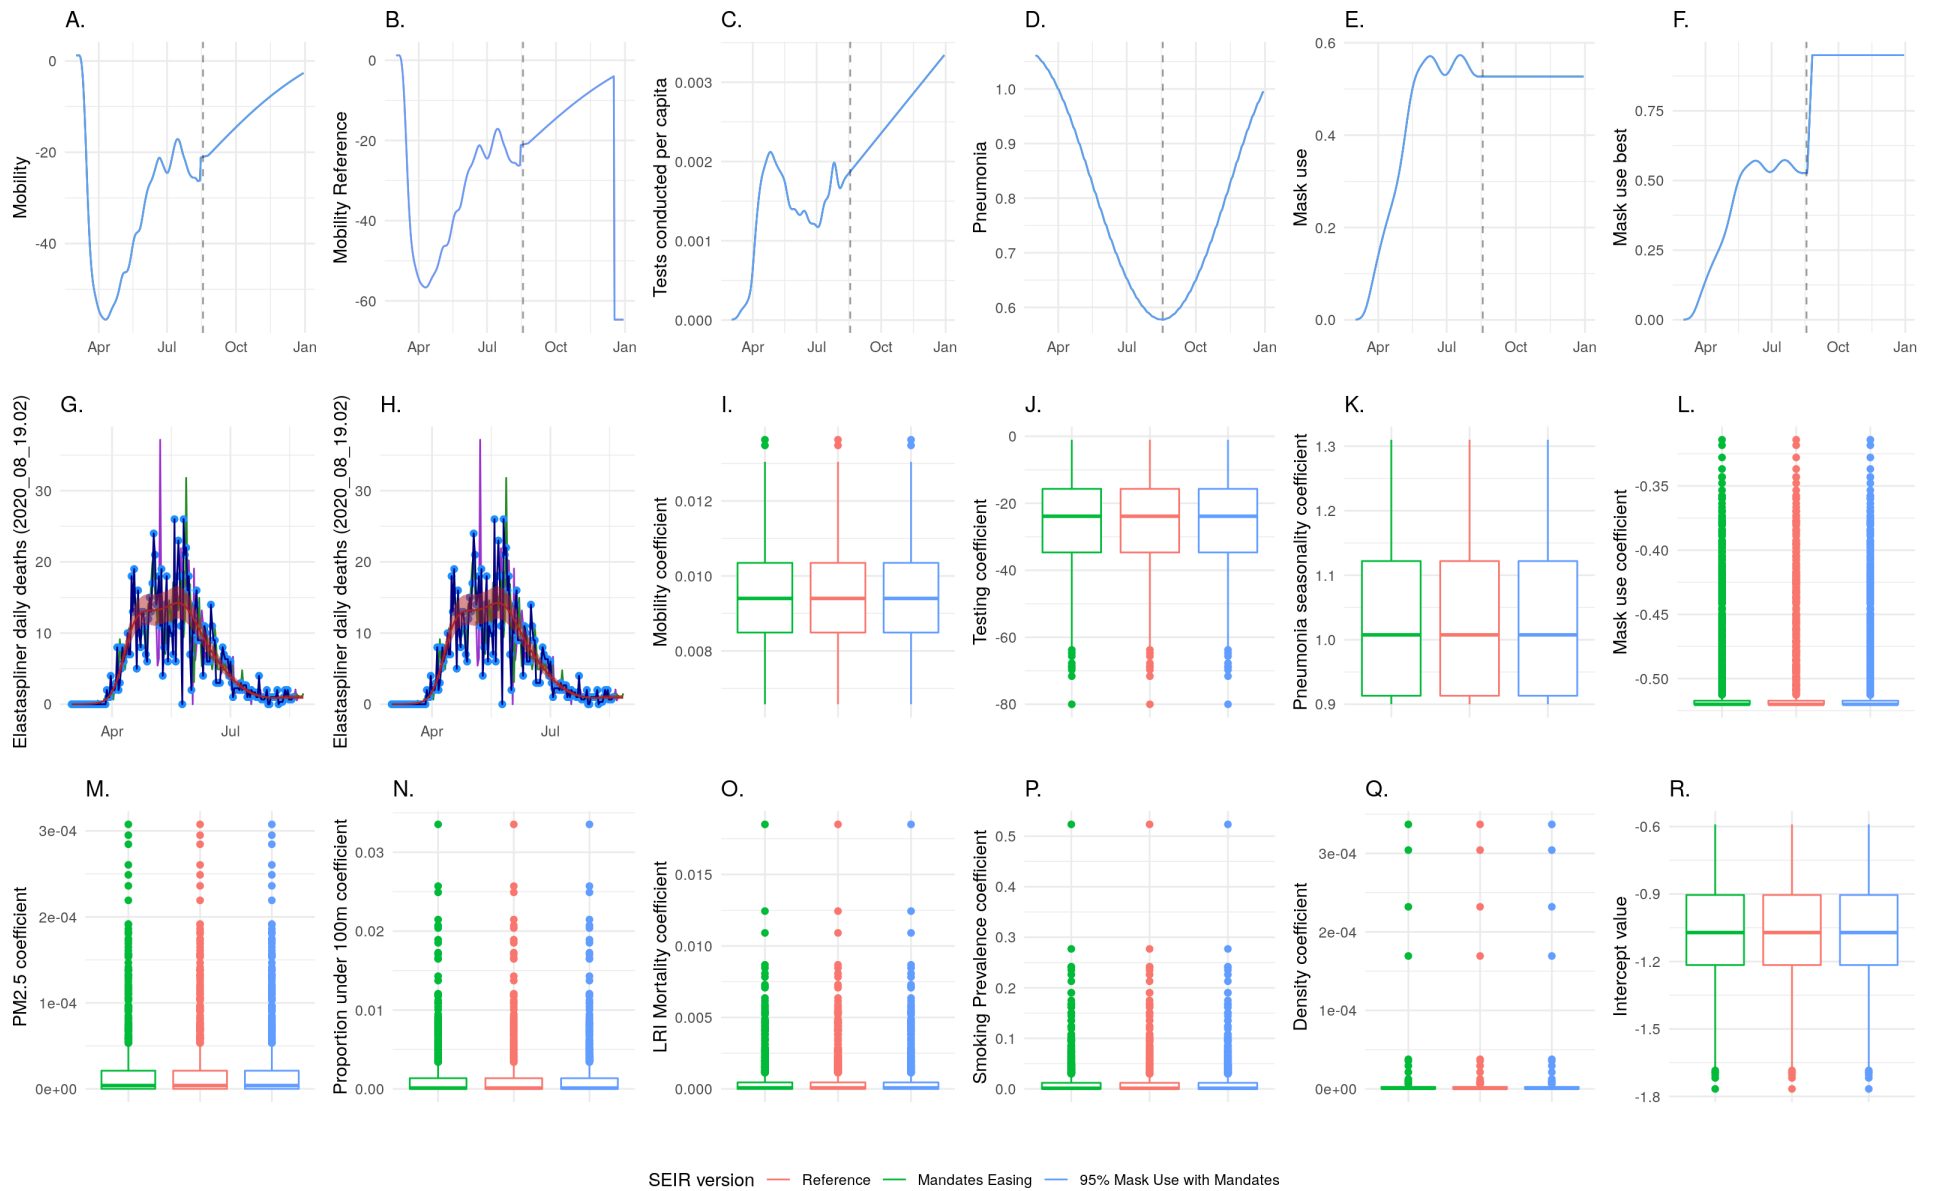 A.
B.
C.
D.
E.
F.
Mobility
0
-20
-40
Apr
Jul
Oct
Jan
Mobility Reference
0
-20
-40
-60
Apr
Jul
Oct
Jan
Tests conducted per capita
0.003
0.002
0.001
0.000
Apr
Jul
Oct
Jan
Pneumonia
1.0
0.9
0.8
0.7
0.6
Apr
Jul
Oct
Jan
Mask use
0.6
0.4
0.2
0.0
Apr
Jul
Oct
Jan
Mask use best
0.75
0.50
0.25
0.00
Apr
Jul
Oct
Jan
G.
H.
I.
J.
K.
L.
Elastaspliner daily deaths (2020_08_19.02)
30
20
10
0
Apr
Jul
Elastaspliner daily deaths (2020_08_19.02)
30
20
10
0
Apr
Jul
Mobility coefficient
0.012
0.010
0.008
Testing coefficient
0
-20
-40
-60
-80
Pneumonia seasonality coefficient
1.3
1.2
1.1
1.0
0.9
Mask use coefficient
-0.35
-0.40
-0.45
-0.50
M.
N.
O.
P.
Q.
R.
PM2.5 coefficient
3e-04
2e-04
1e-04
0e+00
Proportion under 100m coefficient
0.03
0.02
0.01
0.00
LRI Mortality coefficient
0.015
0.010
0.005
0.000
Smoking Prevalence coefficient
0.5
0.4
0.3
0.2
0.1
0.0
Density coefficient
3e-04
2e-04
1e-04
0e+00
Intercept value
-0.6
-0.9
-1.2
-1.5
-1.8
SEIR version Reference Mandates Easing 95% Mask Use with Mandates